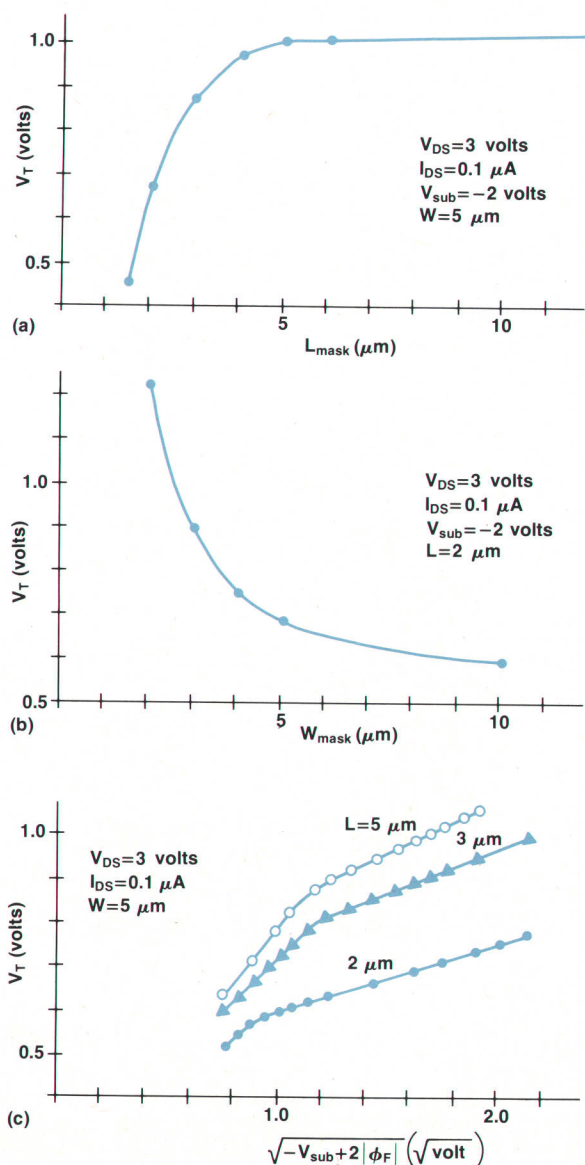 1.0
V_T (volts)
0.5
V_DS=3 volts
I_DS=0.1 μA
V_sub=−2 volts
W=5 μm
5
10
(a)
L_mask (μm)
1.0
V_T (volts)
0.5
V_DS=3 volts
I_DS=0.1 μA
V_sub=−2 volts
L=2 μm
5
10
(b)
W_mask (μm)
1.0
V_T (volts)
0.5
V_DS=3 volts
I_DS=0.1 μA
W=5 μm
L=5 μm
3 μm
2 μm
1.0
2.0
(c)
√(−V_sub+2|ϕ_F|) (√volt)